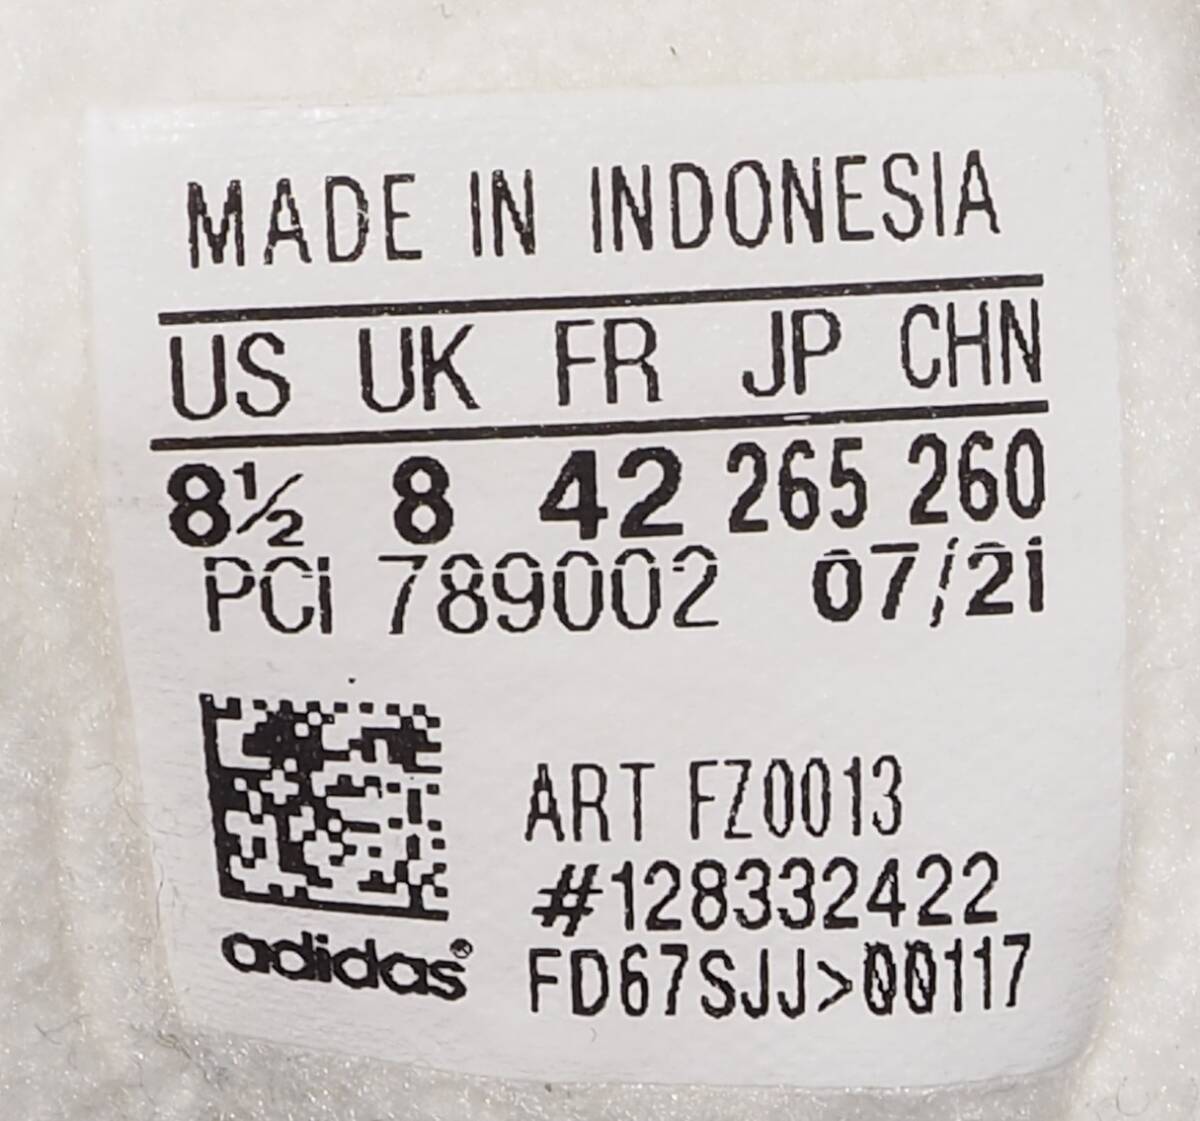 MADE IN INDONESIA
US UK FR JP CHN
8½ 8 42 265 260
PCI 789002 07/21
ART FZ0013
#128332422
adidas®
FD67SJJ>00117